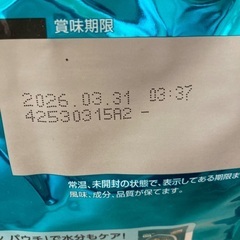 賞味期限
2026.03.31 03:37
42530315A2 -
常温、未開封の状態で、表示してある期限ま
風味、成分、品質が保てます。
パウチ」で水分もケア!